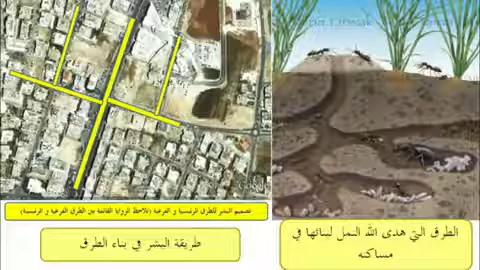 تصميم البشر للطرق الرئيسية و الفرعية (نلاحظ الزوايا القائمة بين الطرق الفرعية و الرئيسية)
طريقة البشر في بناء الطرق
الطرق التي هدى الله النمل لبنائها في
مساكنه